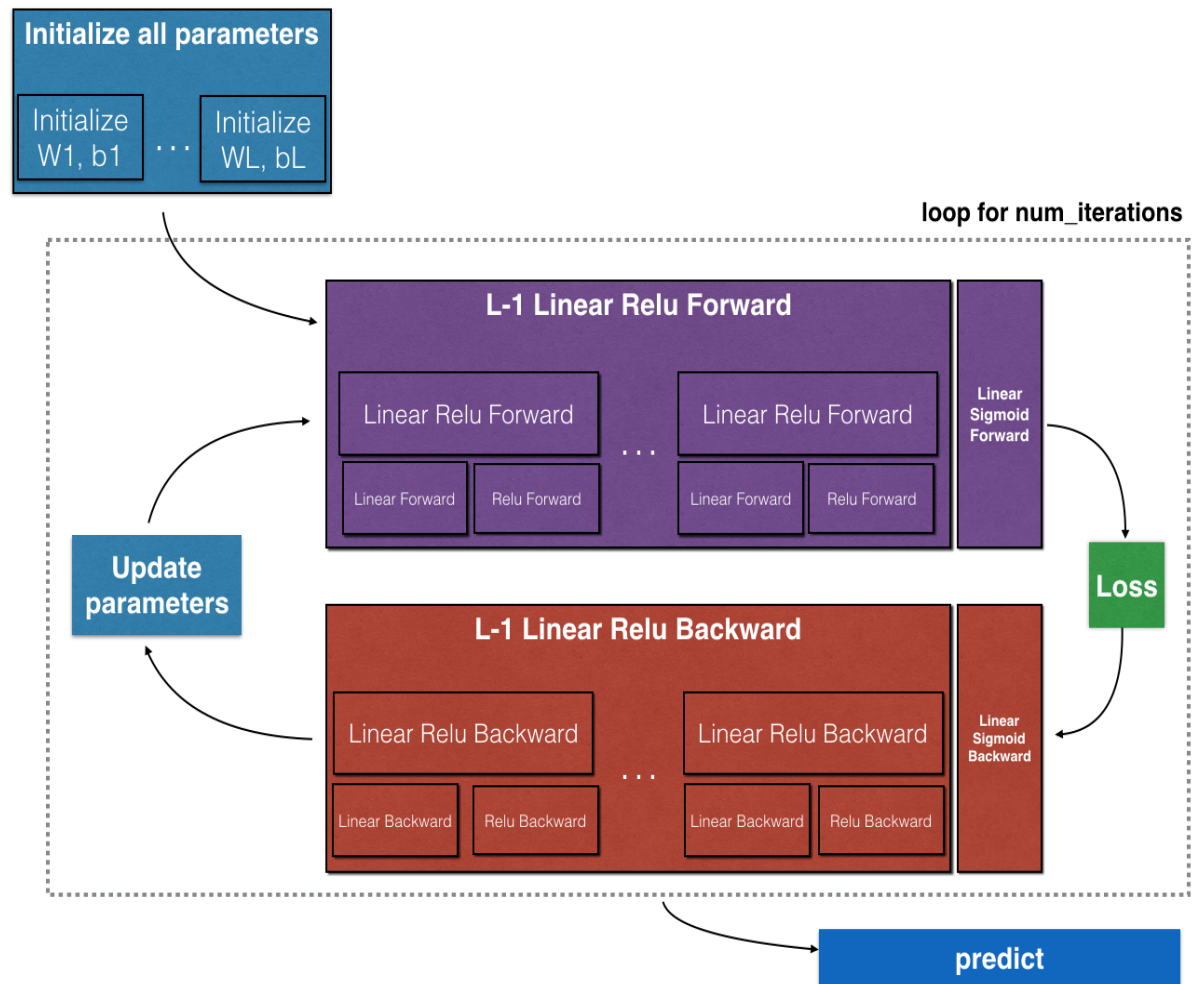 Initialize all parameters
Initialize
W1, b1
...
Initialize
WL, bL
loop for num_iterations
L-1 Linear Relu Forward
Linear Relu Forward
...
Linear Relu Forward
Linear Forward
Relu Forward
Linear Forward
Relu Forward
Linear
Sigmoid
Forward
Update
parameters
Loss
L-1 Linear Relu Backward
Linear Relu Backward
...
Linear Relu Backward
Linear Backward
Relu Backward
Linear Backward
Relu Backward
Linear
Sigmoid
Backward
predict